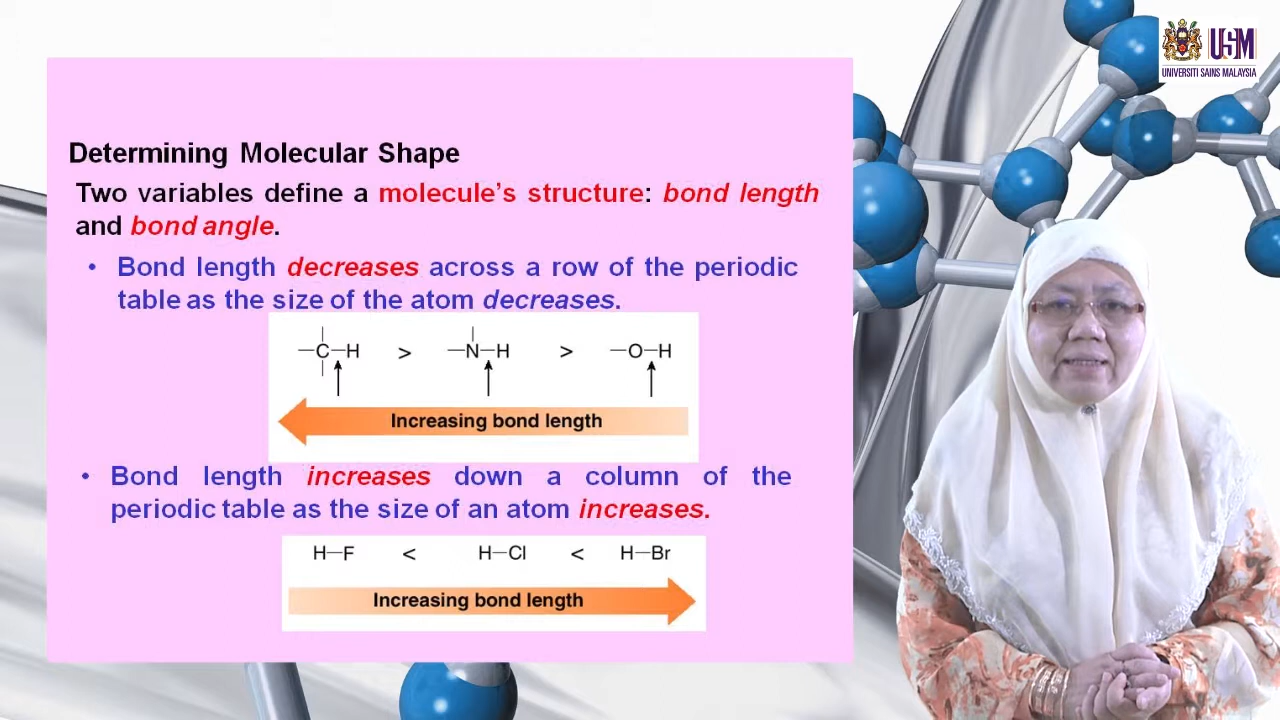 USM
UNIVERSITI SAINS MALAYSIA
Determining Molecular Shape
Two variables define a molecule's structure: bond length
and bond angle.
• Bond length decreases across a row of the periodic
table as the size of the atom decreases.
—C—H > —N—H > —O—H
Increasing bond length
• Bond length increases down a column of the
periodic table as the size of an atom increases.
H—F < H—Cl < H—Br
Increasing bond length